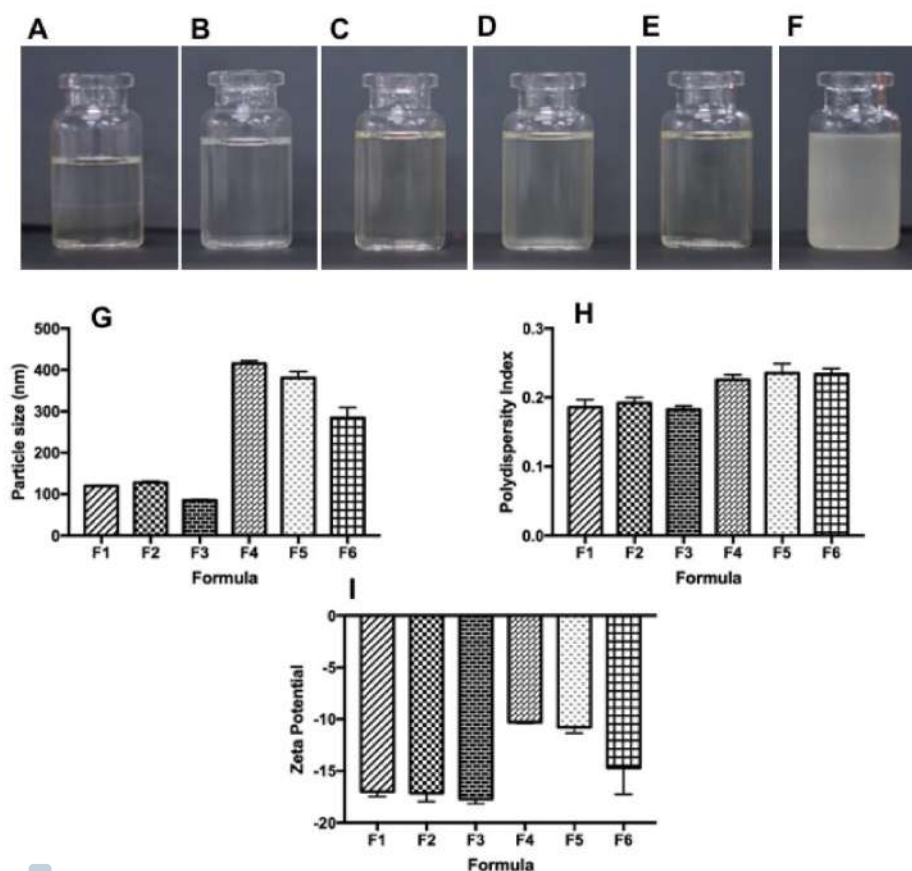 A B C D E F
G
500
400
300
200
100
0
Particle size (nm)
F1 F2 F3 F4 F5 F6
Formula
H
0.3
0.2
0.1
0.0
Polydispersity Index
F1 F2 F3 F4 F5 F6
Formula
I
0
-5
-10
-15
-20
Zeta Potential
F1 F2 F3 F4 F5 F6
Formula